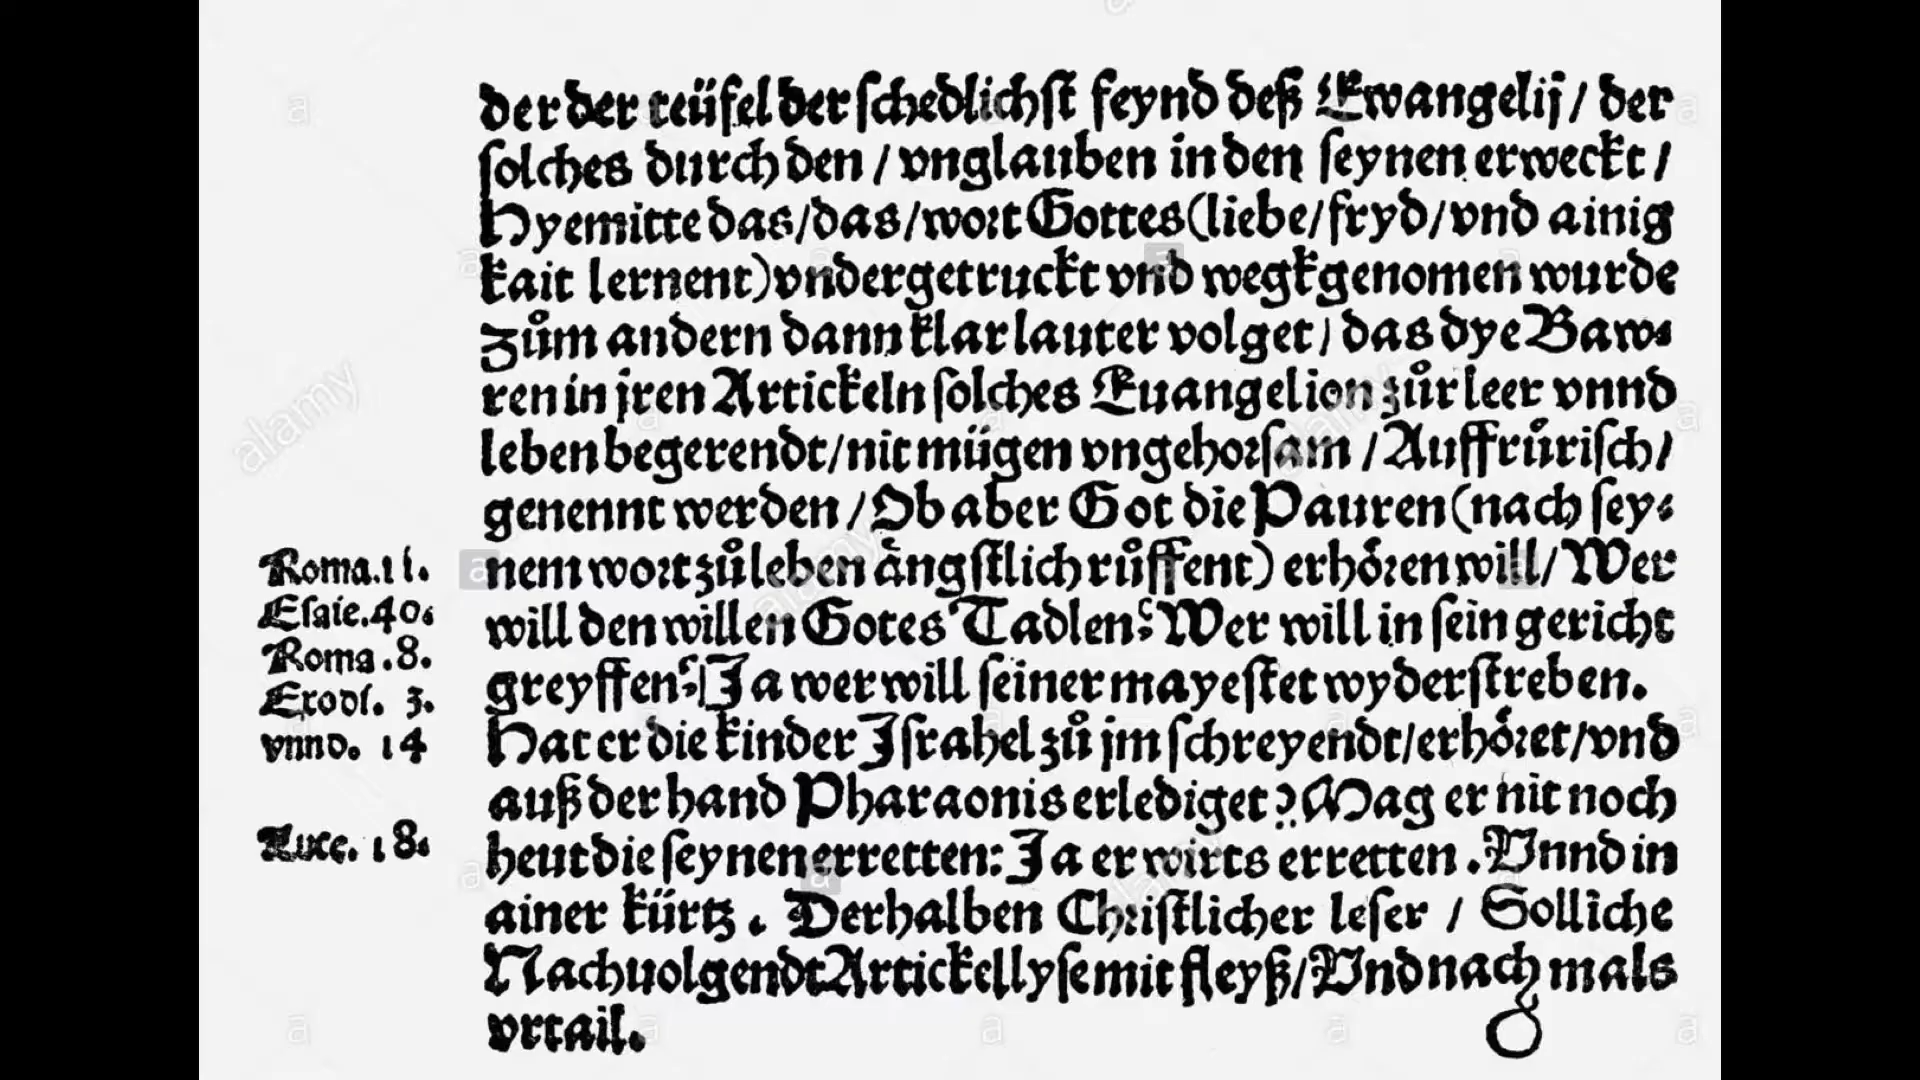 der der teüfel der schedlichst feynd deß Ewangelij / der
solches durch den / vnglauben in den seynen erweckt /
Hyemitte das / das / wort Gottes (liebe / fryd / vnd ainig
kait lernent) vndergetruckt vnd wegkgenomen wurde
zům andern dann klar lauter volget / das dye Baw⸗
ren in jren Artickeln solches Euangelion zůr leer vnnd
leben begerendt / nit mügen vngehorsam / Auffrůrisch /
genennt werden / Ob aber Got die Pauren (nach sey⸗
Roma. 11. nem wort zů leben ångstlich růffent) erhören will / Wer
Esaie. 40. will den willen Gotes Tadlen? Wer will in sein gericht
Roma. 8. greyffen? Ja wer will seiner mayestet wyderstreben.
Exodi. 3. vnnd. 14 Hat er die kinder Israhel zů jm schreyendt / erhöret / vnd
auß der hand Pharaonis erlediget? Mag er nit noch
Luce. 18. heut die seynen erretten: Ja er wirts erretten. Vnnd in
ainer kürtz. Derhalben Christlicher leser / Solliche
Nachuolgendt Artickel lyse mit fleyß / Vnd nach mals
vrtail.
alamy